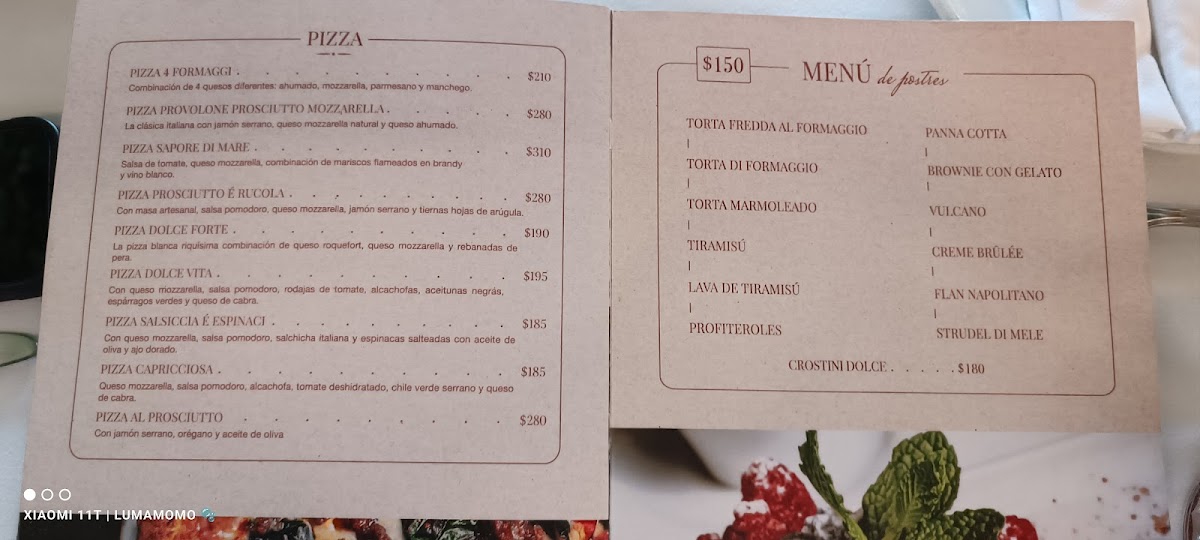 PIZZA
PIZZA 4 FORMAGGI . . . . . . . . . . $210
Combinación de 4 quesos diferentes: ahumado, mozzarella, parmesano y manchego.
PIZZA PROVOLONE PROSCIUTTO MOZZARELLA . . . . . $280
La clásica italiana con jamón serrano, queso mozzarella natural y queso ahumado.
PIZZA SAPORE DI MARE . . . . . . . . . $310
Salsa de tomate, queso mozzarella, combinación de mariscos flameados en brandy
y vino blanco.
PIZZA PROSCIUTTO É RUCOLA . . . . . . . . $280
Con masa artesanal, salsa pomodoro, queso mozzarella, jamón serrano y tiernas hojas de arúgula.
PIZZA DOLCE FORTE . . . . . . . . . . $190
La pizza blanca riquísima combinación de queso roquefort, queso mozzarella y rebanadas de
pera.
PIZZA DOLCE VITA . . . . . . . . . . $195
Con queso mozzarella, salsa pomodoro, rodajas de tomate, alcachofas, aceitunas negras,
espárragos verdes y queso de cabra.
PIZZA SALSICCIA É ESPINACI . . . . . . . . $185
Con queso mozzarella, salsa pomodoro, salchicha italiana y espinacas salteadas con aceite de
oliva y ajo dorado.
PIZZA CAPRICCIOSA . . . . . . . . . . $185
Queso mozzarella, salsa pomodoro, alcachofa, tomate deshidratado, chile verde serrano y queso
de cabra.
PIZZA AL PROSCIUTTO . . . . . . . . . $280
Con jamón serrano, orégano y aceite de oliva
$150 MENÚ de postres
TORTA FREDDA AL FORMAGGIO
TORTA DI FORMAGGIO
TORTA MARMOLEADO
TIRAMISÚ
LAVA DE TIRAMISÚ
PROFITEROLES
PANNA COTTA
BROWNIE CON GELATO
VULCANO
CREME BRÛLÉE
FLAN NAPOLITANO
STRUDEL DI MELE
CROSTINI DOLCE . . . . . $180
XIAOMI 11T | LUMAMOMO